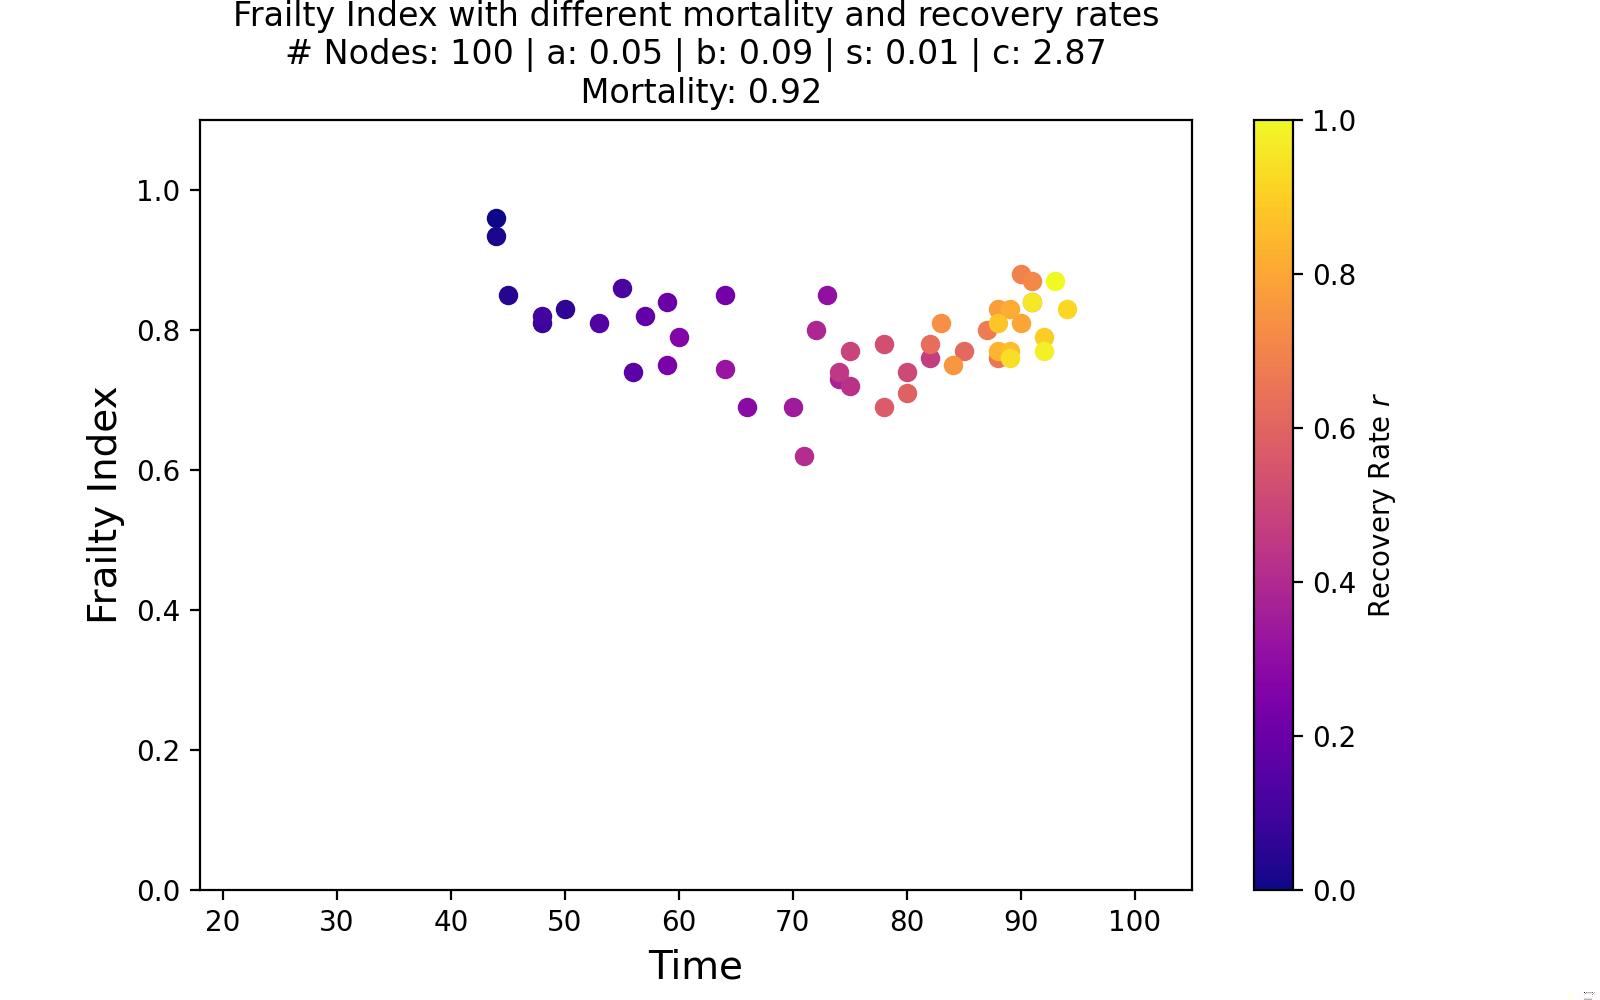 Frailty Index with different mortality and recovery rates
# Nodes: 100 | a: 0.05 | b: 0.09 | s: 0.01 | c: 2.87
Mortality: 0.92
Frailty Index
1.0
0.8
0.6
0.4
0.2
0.0
20 30 40 50 60 70 80 90 100
Time
1.0
0.8
0.6
0.4
0.2
0.0
Recovery Rate r